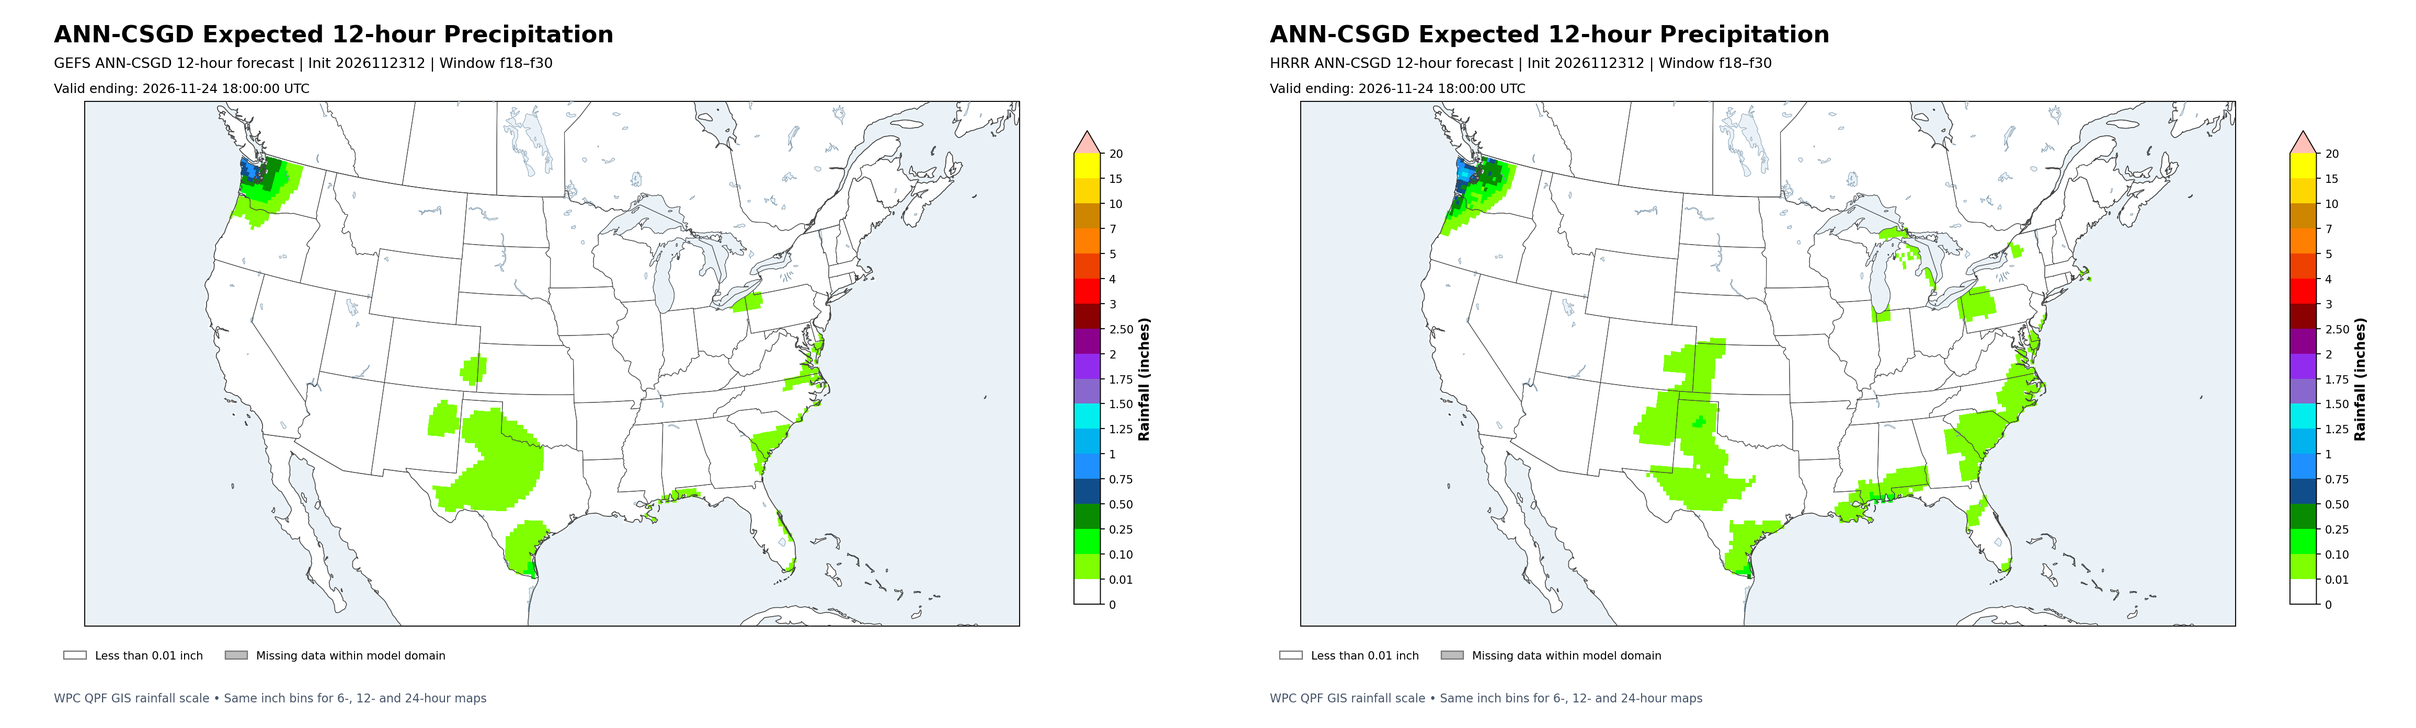 ANN-CSGD Expected 12-hour Precipitation
GEFS ANN-CSGD 12-hour forecast | Init 2026112312 | Window f18–f30
Valid ending: 2026-11-24 18:00:00 UTC
20
15
10
7
5
4
3
2.50
2
1.75
1.50
1.25
1
0.75
0.50
0.25
0.10
0.01
0
Rainfall (inches)
Less than 0.01 inch
Missing data within model domain
WPC QPF GIS rainfall scale • Same inch bins for 6-, 12- and 24-hour maps
ANN-CSGD Expected 12-hour Precipitation
HRRR ANN-CSGD 12-hour forecast | Init 2026112312 | Window f18–f30
Valid ending: 2026-11-24 18:00:00 UTC
20
15
10
7
5
4
3
2.50
2
1.75
1.50
1.25
1
0.75
0.50
0.25
0.10
0.01
0
Rainfall (inches)
Less than 0.01 inch
Missing data within model domain
WPC QPF GIS rainfall scale • Same inch bins for 6-, 12- and 24-hour maps